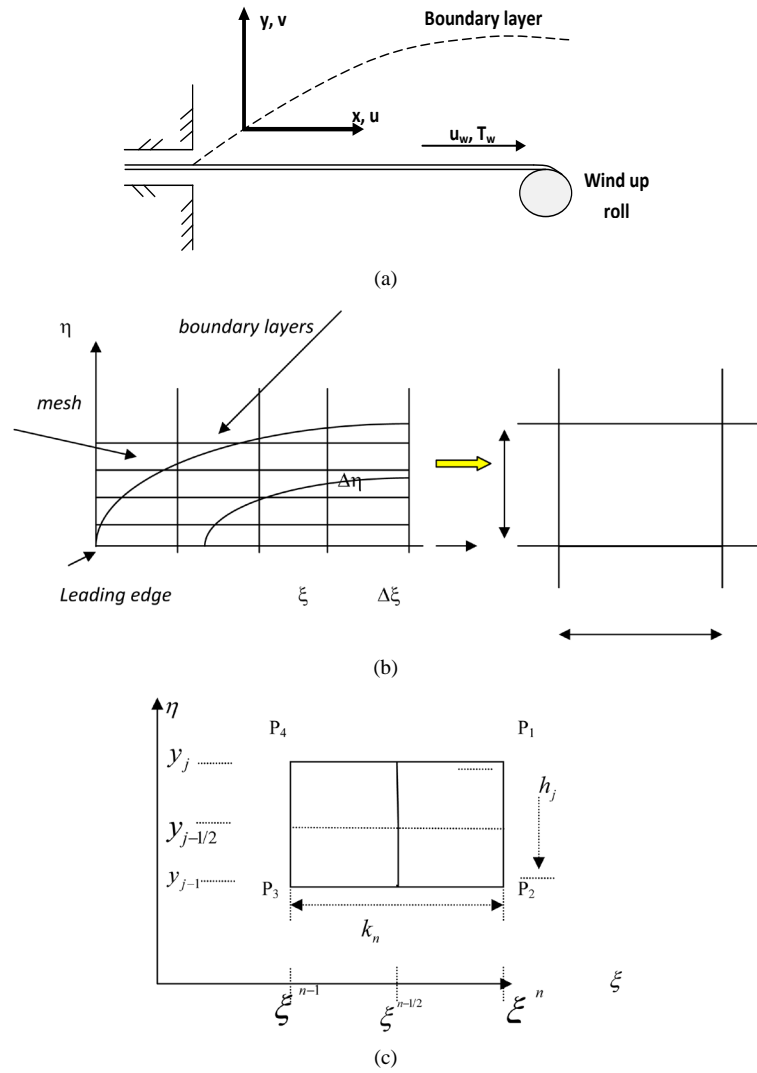 y, v
Boundary layer
x, u
u_w, T_w
Wind up
roll
(a)
η
boundary layers
mesh
Δη
Leading edge
ξ Δξ
(b)
η
P_4 P_1
y_j
h_j
y_{j-1/2}
y_{j-1}
P_3 P_2
k_n
ξ
ξ^{n-1} ξ^{n-1/2} ξ^n
(c)